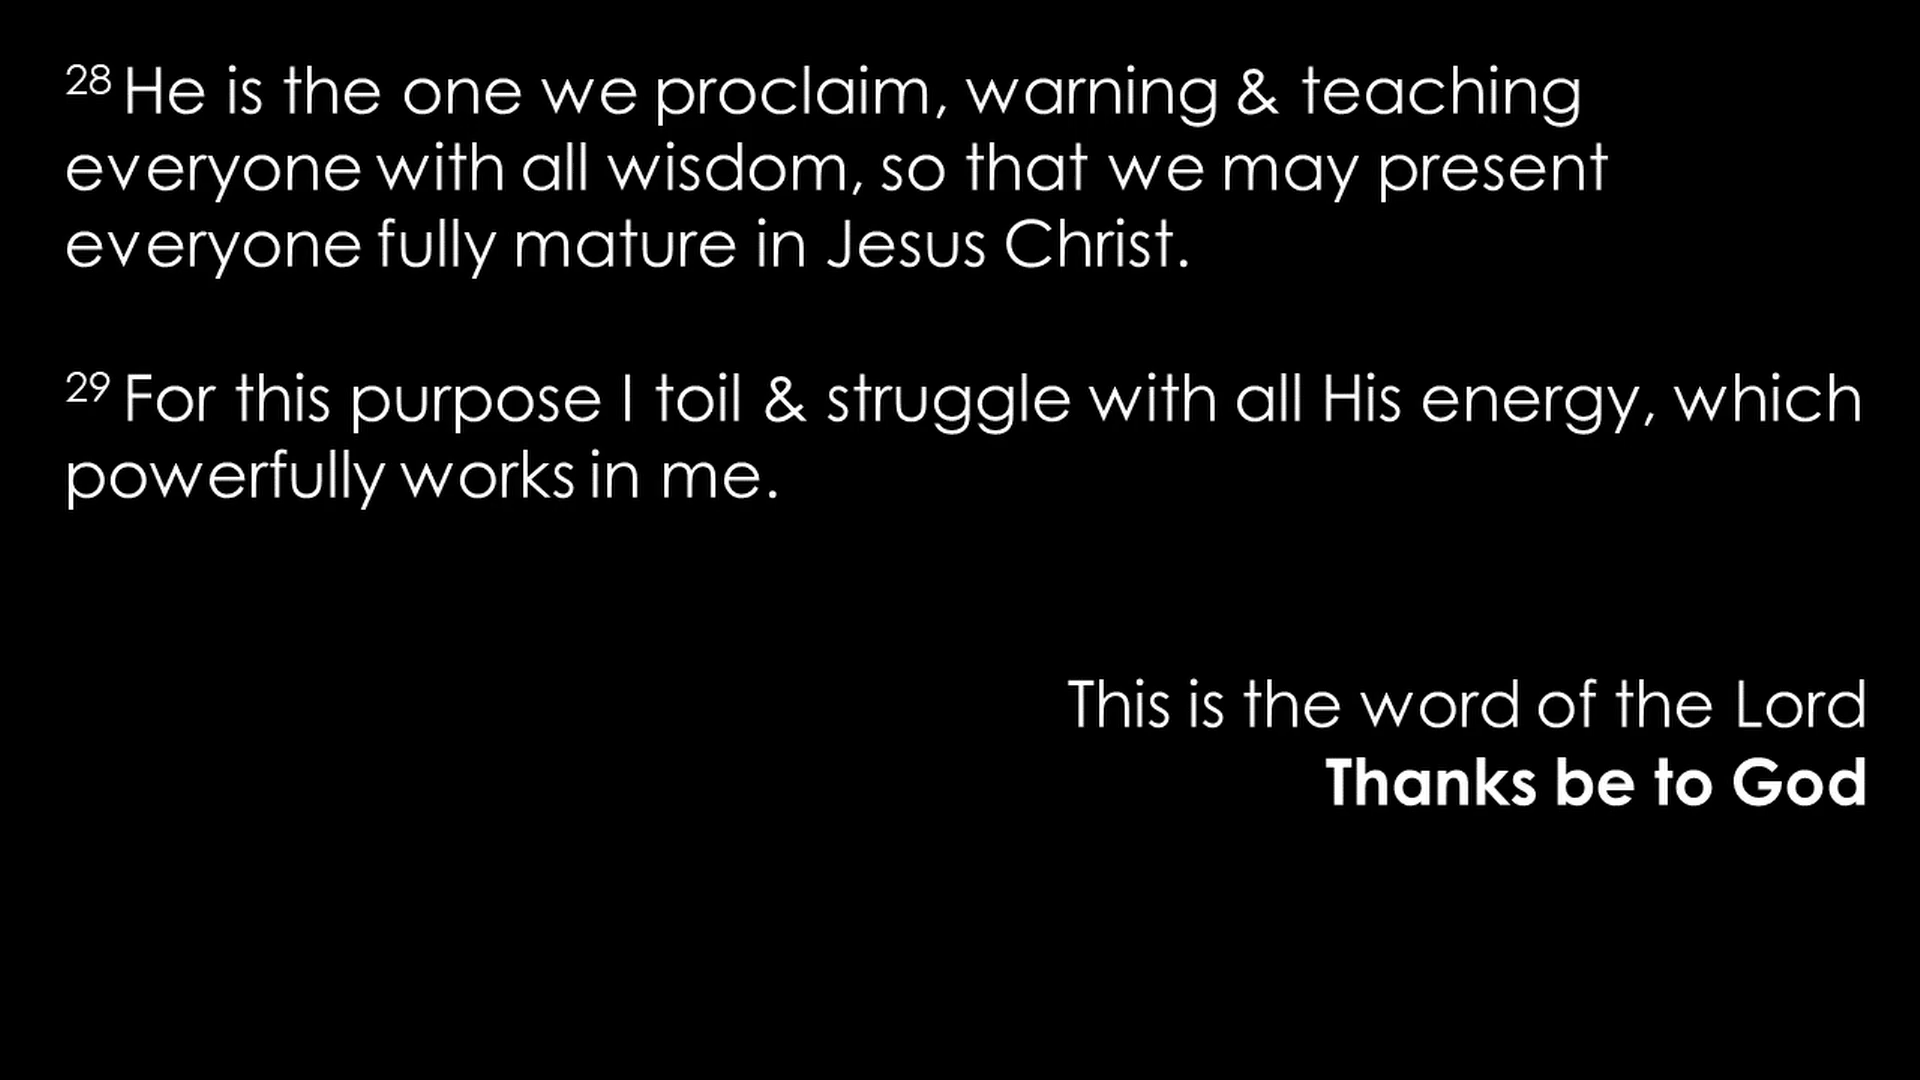 28 He is the one we proclaim, warning & teaching
everyone with all wisdom, so that we may present
everyone fully mature in Jesus Christ.
29 For this purpose I toil & struggle with all His energy, which
powerfully works in me.
This is the word of the Lord
Thanks be to God